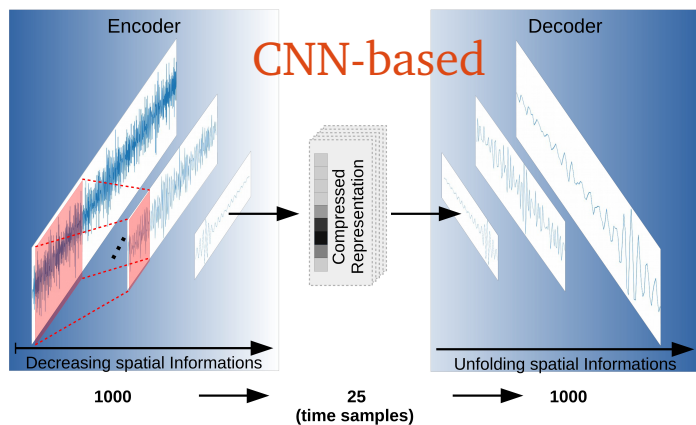 Encoder
Decoder
CNN-based
Compressed
Representation
Decreasing spatial Informations
Unfolding spatial Informations
1000
25
1000
(time samples)